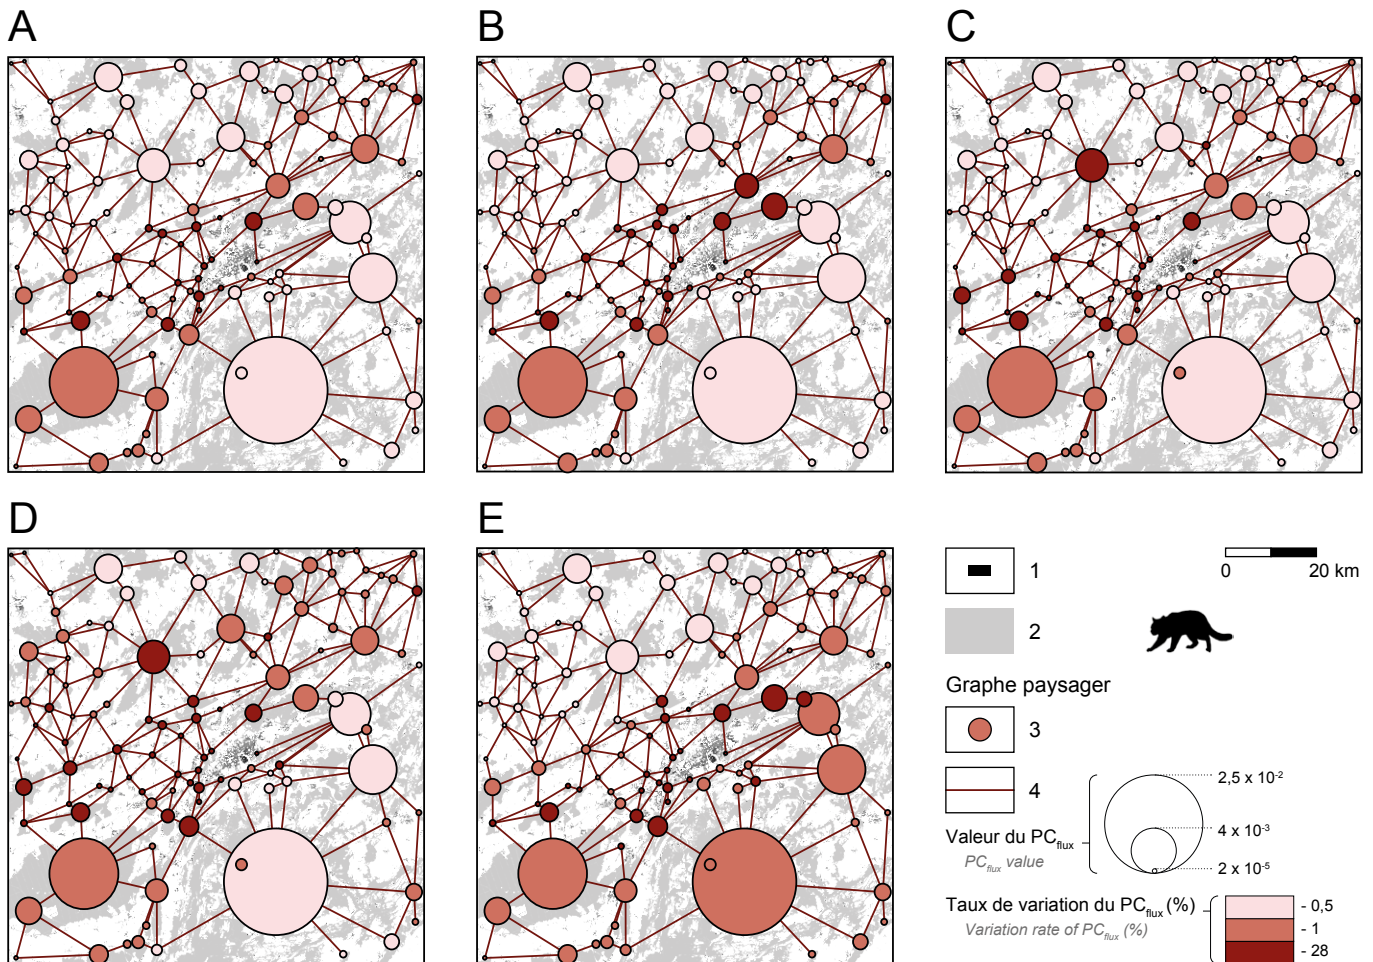 A
B
C
D
E
1
2
Graphe paysager
3
4
0 20 km
Valeur du PCflux
PCflux value
2,5 x 10-2
4 x 10-3
2 x 10-5
Taux de variation du PCflux (%)
Variation rate of PCflux (%)
- 0,5
- 1
- 28